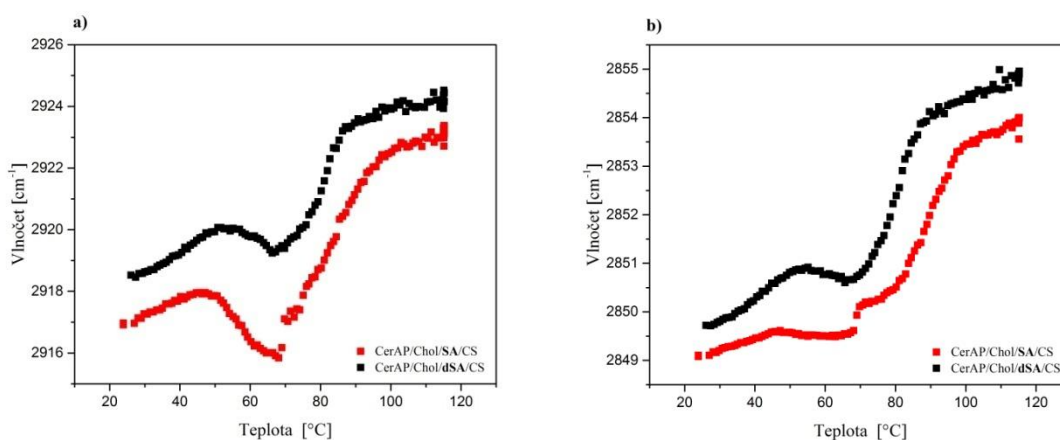 a)
Vlnočet [cm⁻¹]
2926
2924
2922
2920
2918
2916
20 40 60 80 100 120
Teplota [°C]
CerAP/Chol/SA/CS
CerAP/Chol/dSA/CS
b)
Vlnočet [cm⁻¹]
2855
2854
2853
2852
2851
2850
2849
20 40 60 80 100 120
Teplota [°C]
CerAP/Chol/SA/CS
CerAP/Chol/dSA/CS